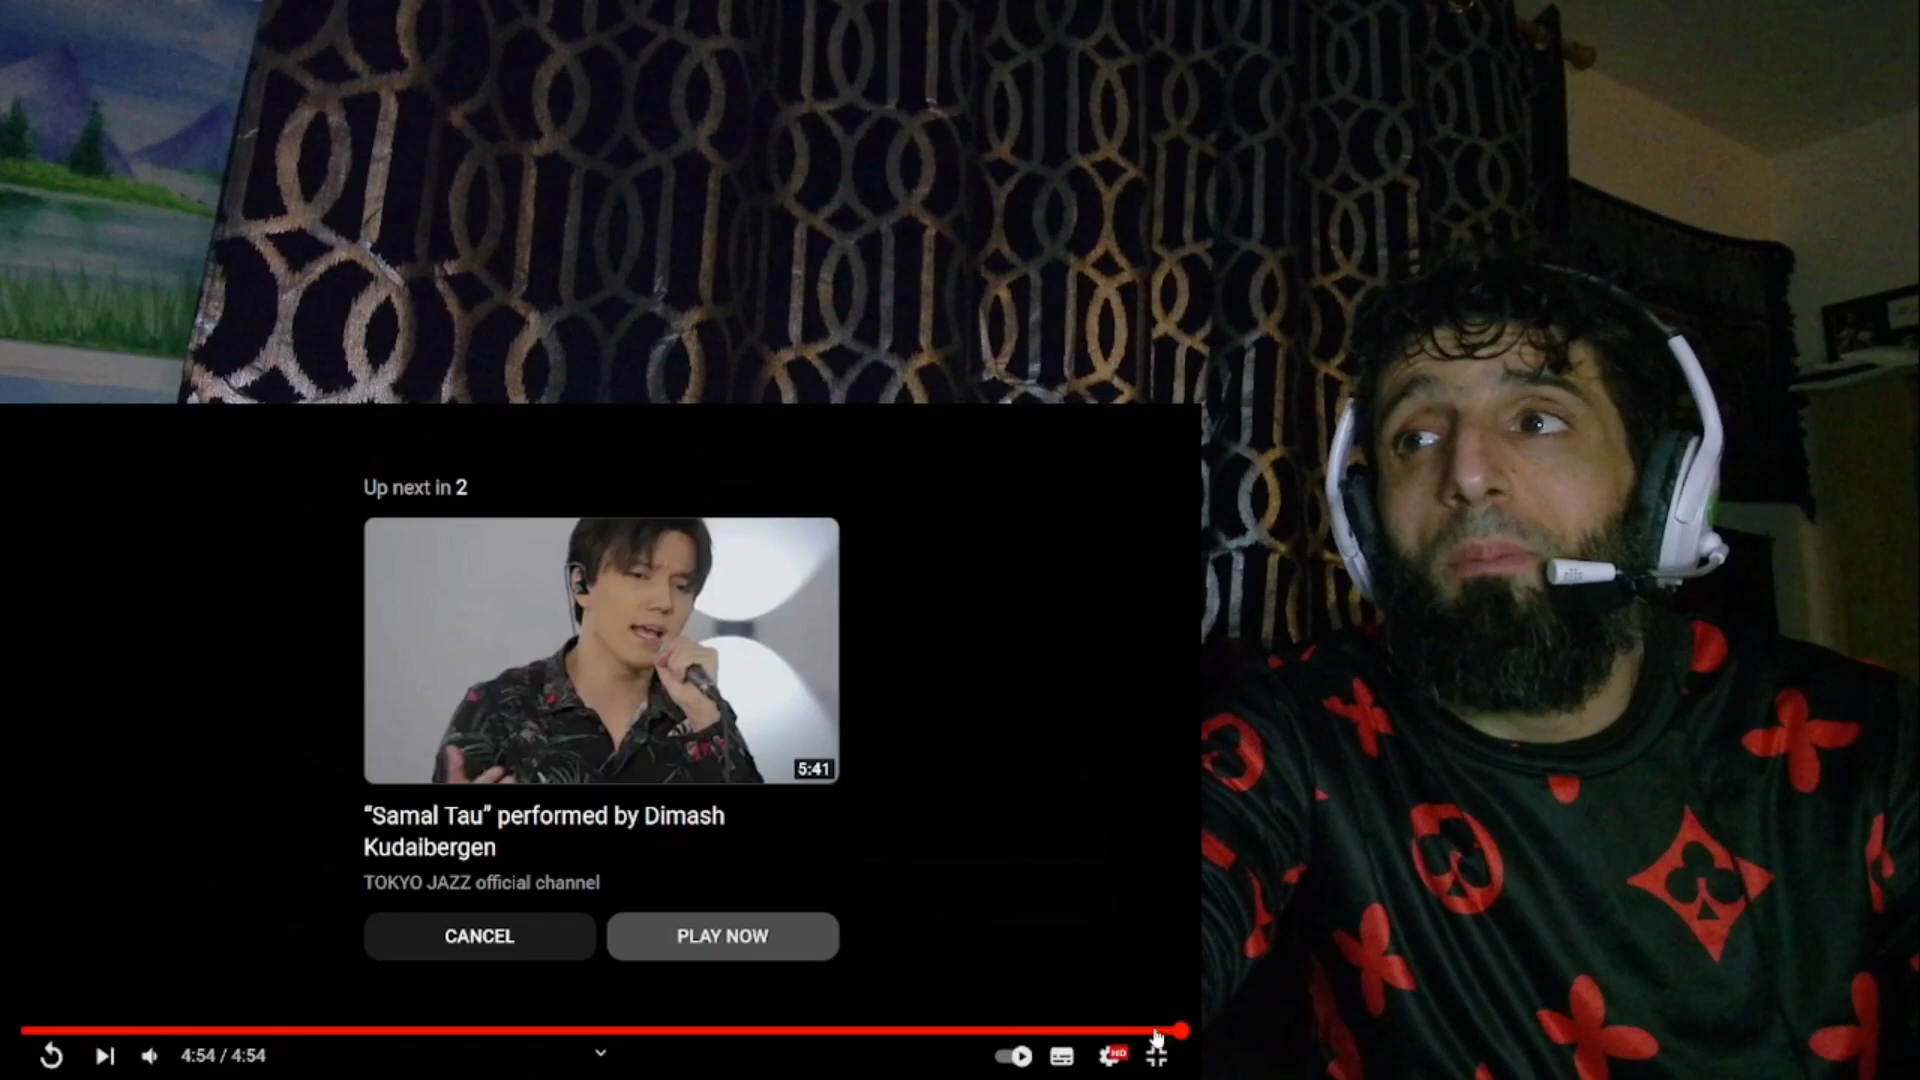 Up next in 2
5:41
“Samal Tau” performed by Dimash
Kudaibergen
TOKYO JAZZ official channel
CANCEL
PLAY NOW
4:54 / 4:54
HD